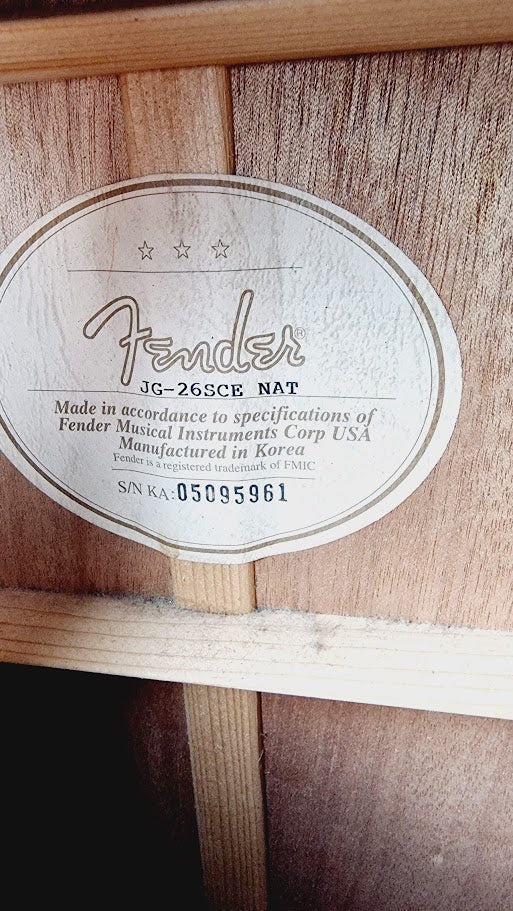 Fender®
JG-26SCE NAT
Made in accordance to specifications of
Fender Musical Instruments Corp USA
Manufactured in Korea
Fender is a registered trademark of FMIC
S/N KA:05095961